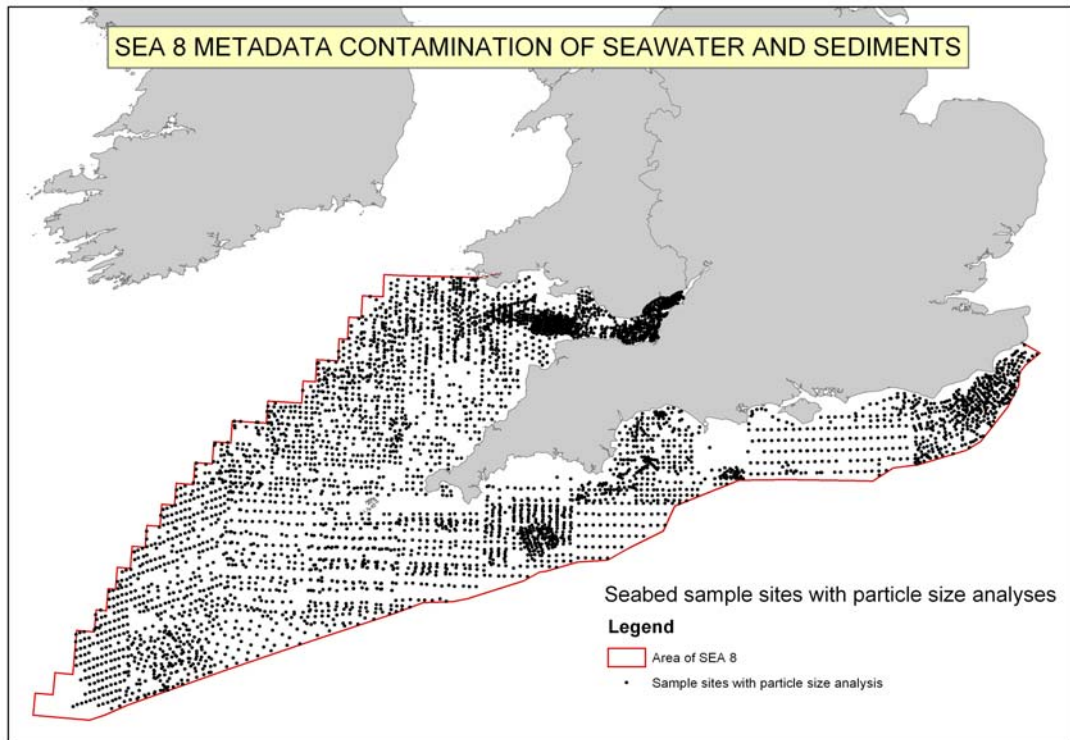 SEA 8 METADATA CONTAMINATION OF SEAWATER AND SEDIMENTS
Seabed sample sites with particle size analyses
Legend
Area of SEA 8
Sample sites with particle size analysis